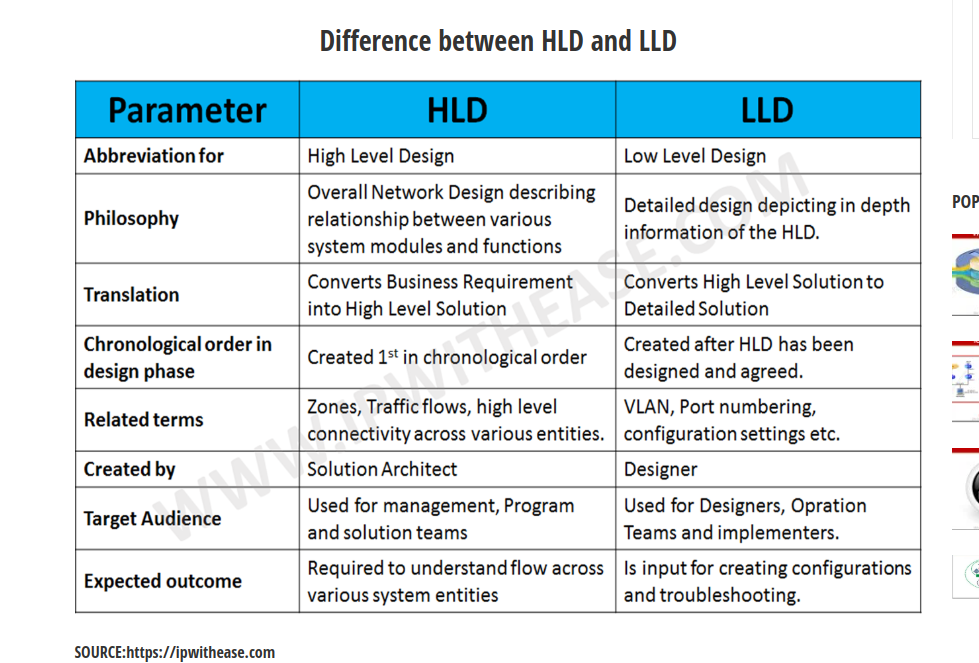 Difference between HLD and LLD
Parameter HLD LLD
Abbreviation for High Level Design Low Level Design
Philosophy
Overall Network Design describing
relationship between various
system modules and functions
Detailed design depicting in depth
information of the HLD.
Translation
Converts Business Requirement
into High Level Solution
Converts High Level Solution to
Detailed Solution
Chronological order in
design phase
Created 1st in chronological order
Created after HLD has been
designed and agreed.
Related terms
Zones, Traffic flows, high level
connectivity across various entities.
VLAN, Port numbering,
configuration settings etc.
Created by Solution Architect Designer
Target Audience
Used for management, Program
and solution teams
Used for Designers, Opration
Teams and implementers.
Expected outcome
Required to understand flow across
various system entities
Is input for creating configurations
and troubleshooting.
WWW.IPWITHEASE.COM
SOURCE:https://ipwithease.com
POP